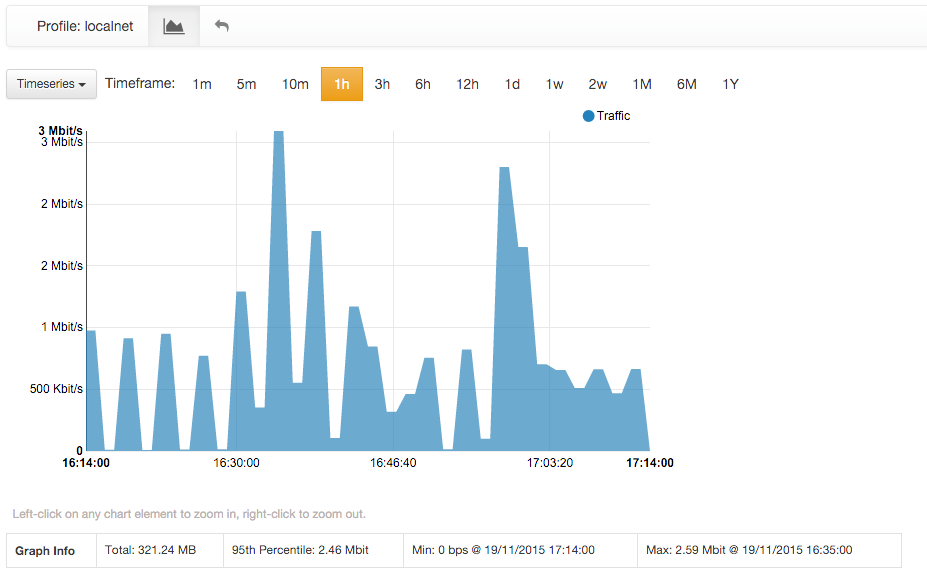 Profile: localnet
Timeseries Timeframe: 1m 5m 10m 1h 3h 6h 12h 1d 1w 2w 1M 6M 1Y
Traffic
3 Mbit/s
3 Mbit/s
2 Mbit/s
2 Mbit/s
1 Mbit/s
500 Kbit/s
0
16:14:00 16:30:00 16:46:40 17:03:20 17:14:00
Left-click on any chart element to zoom in, right-click to zoom out.
Graph Info Total: 321.24 MB 95th Percentile: 2.46 Mbit Min: 0 bps @ 19/11/2015 17:14:00 Max: 2.59 Mbit @ 19/11/2015 16:35:00